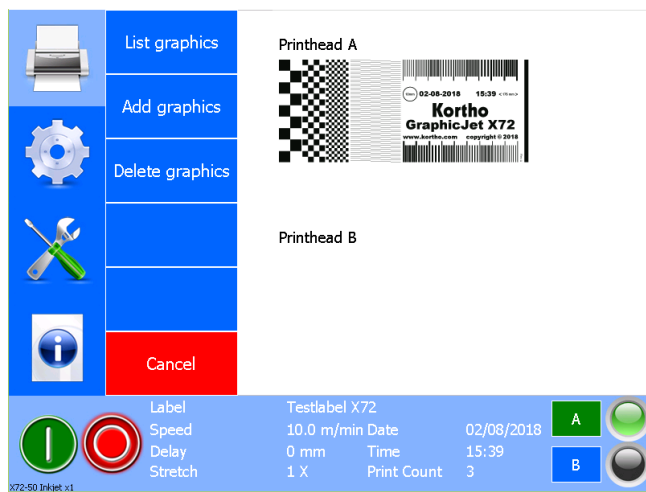 List graphics
Add graphics
Delete graphics
Cancel
Printhead A
02-08-2018 15:39
Kortho
GraphicJet X72
www.kortho.com copyright © 2018
Printhead B
Label Testlabel X72
Speed 10.0 m/min Date 02/08/2018
Delay 0 mm Time 15:39
Stretch 1 X Print Count 3
A
B
X72-50 Inkjet x1